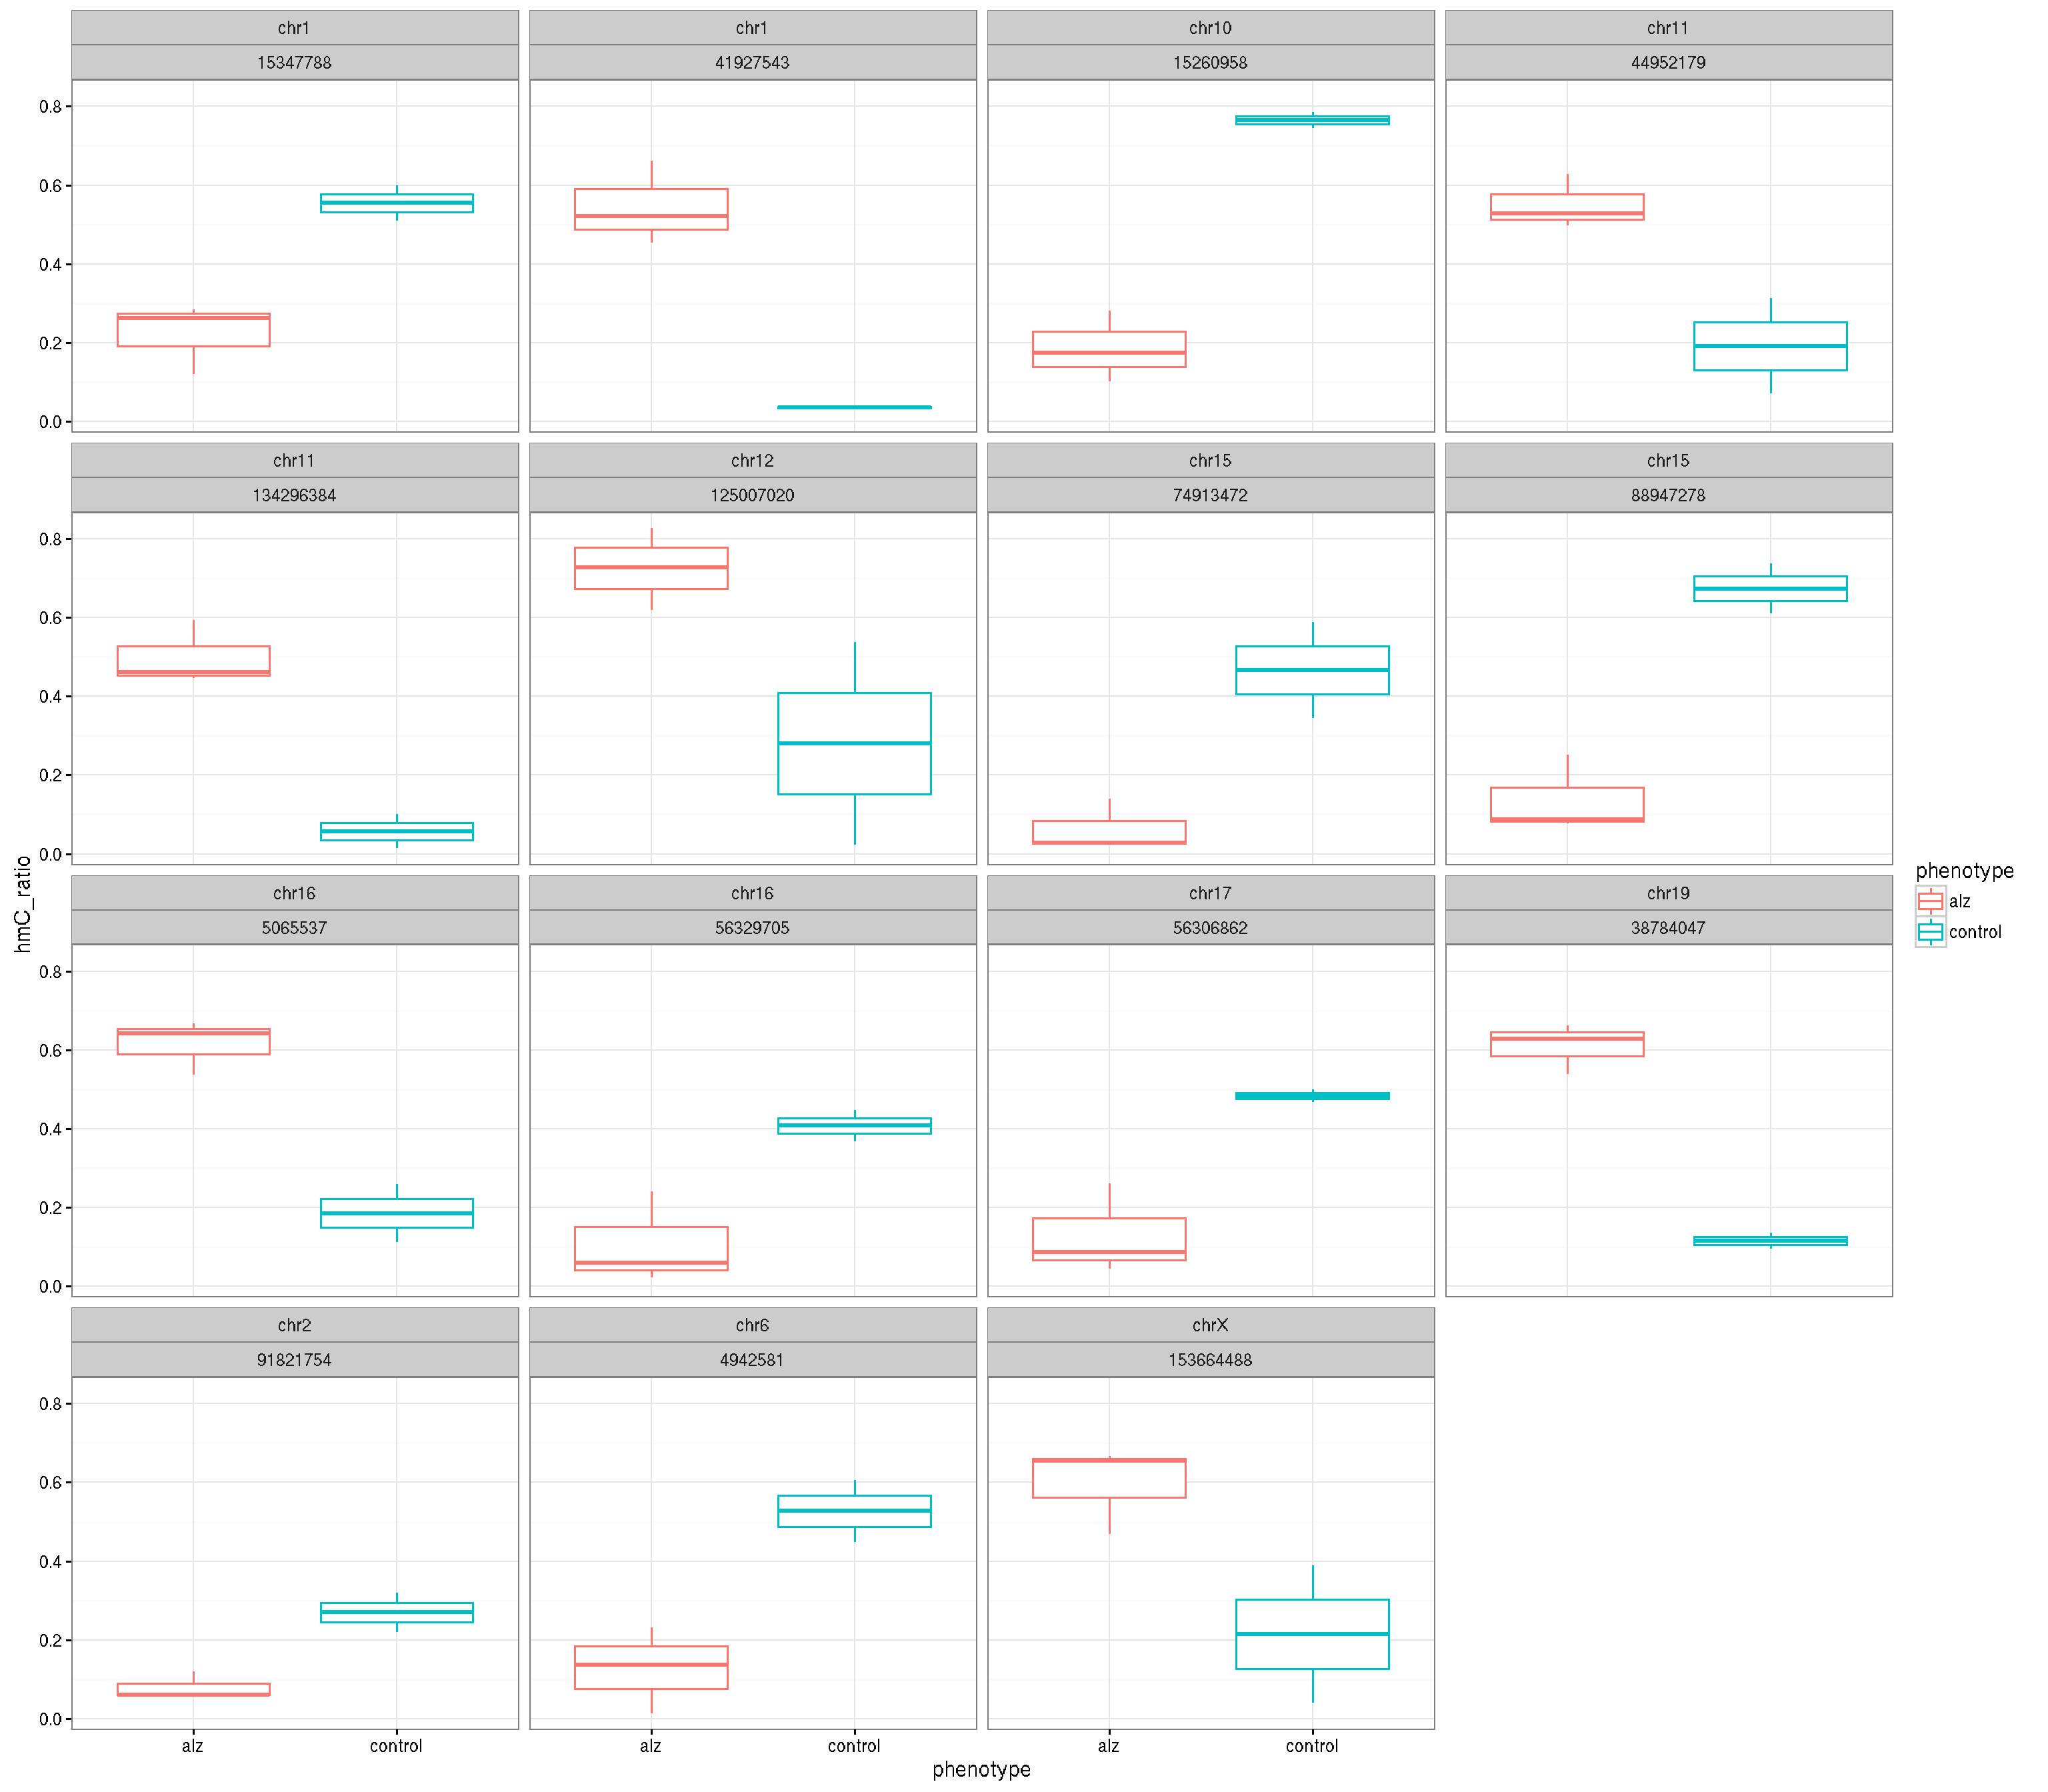 chr1 chr1 chr10 chr11
15347788 41927543 15260958 44952179
0.8
0.6
0.4
0.2
0.0
chr11 chr12 chr15 chr15
134296384 125007020 74913472 88947278
0.8
0.6
0.4
0.2
0.0
hmC_ratio
phenotype
alz
control
chr16 chr16 chr17 chr19
5065537 56329705 56306862 38784047
0.8
0.6
0.4
0.2
0.0
chr2 chr6 chrX
91821754 4942581 153664488
0.8
0.6
0.4
0.2
0.0
alz control alz control alz control
phenotype